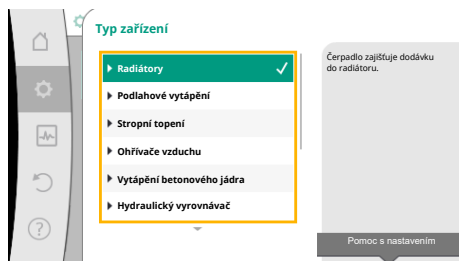 Typ zařízení
Radiátory
Podlahové vytápění
Stropní topení
Ohřívače vzduchu
Vytápění betonového jádra
Hydraulický vyrovnávač
Čerpadlo zajišťuje dodávku
do radiátoru.
Pomoc s nastavením